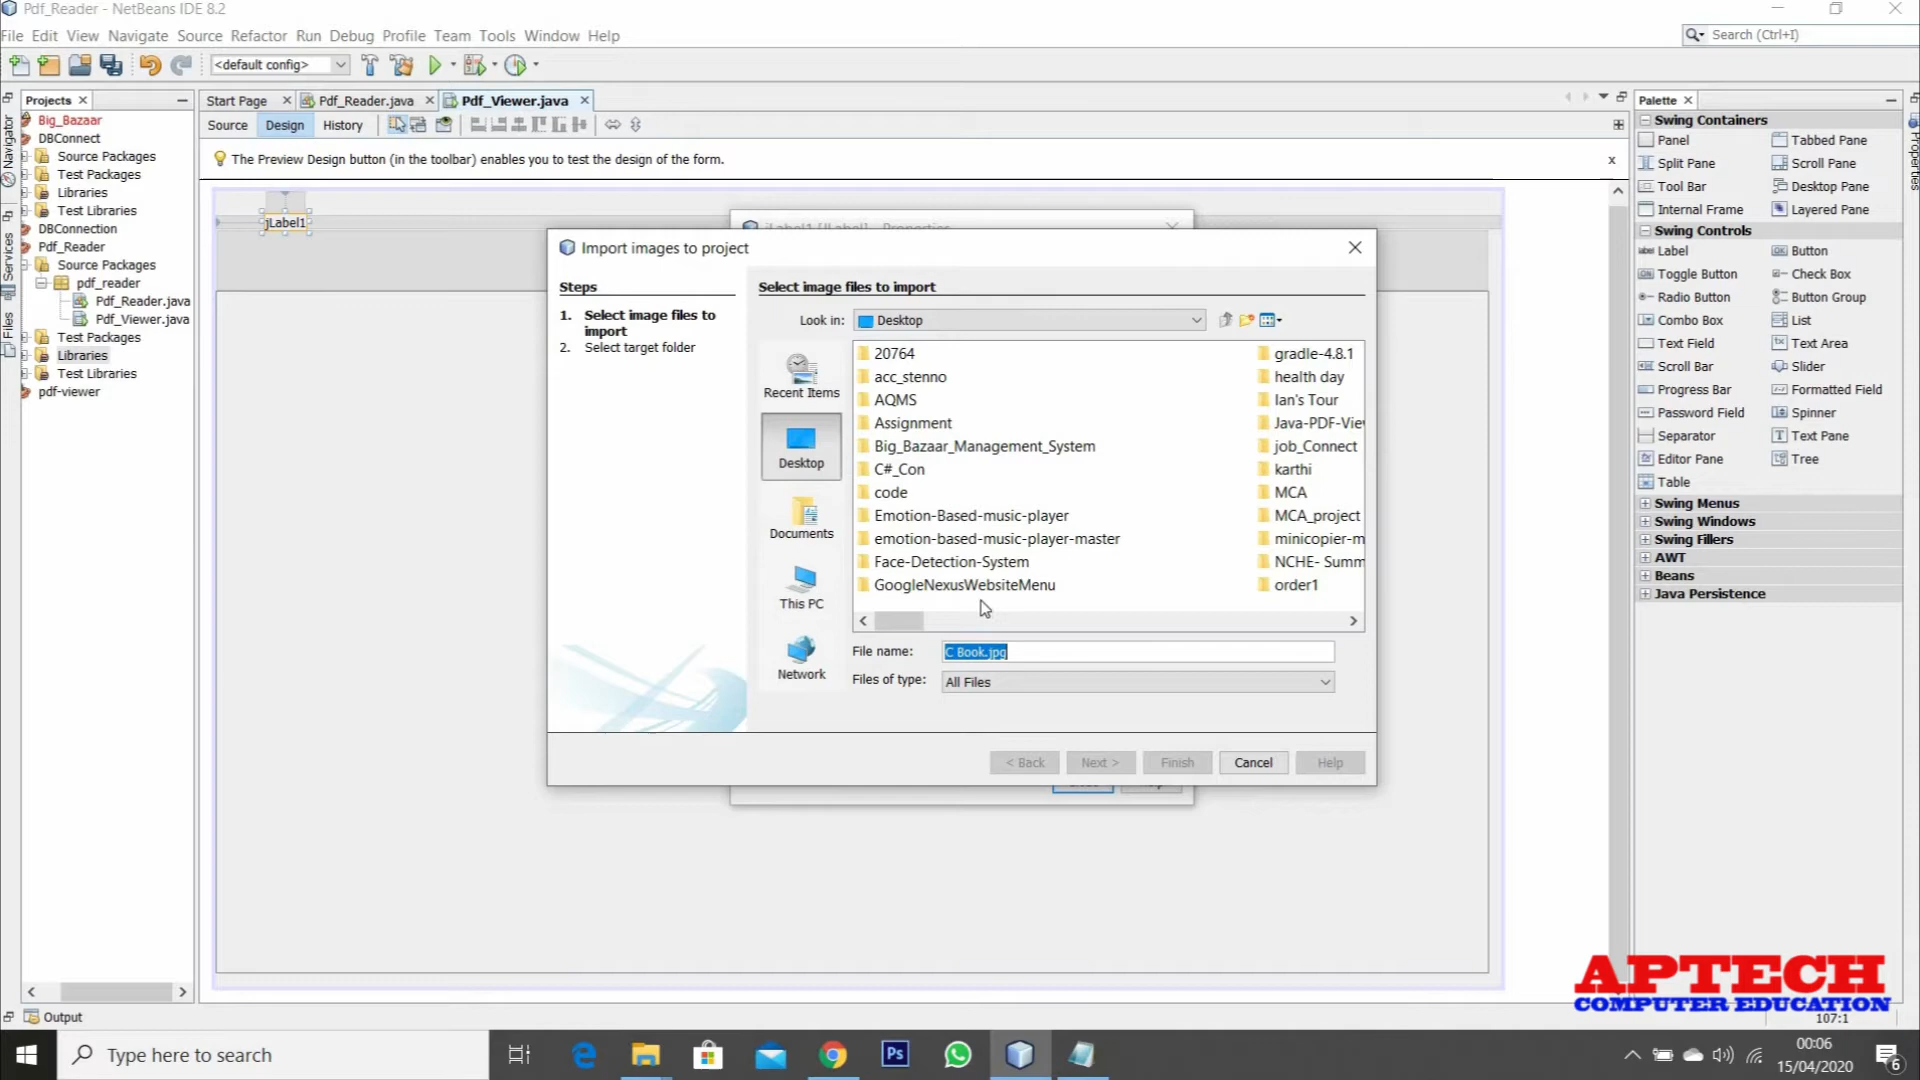 Pdf_Reader - NetBeans IDE 8.2
File Edit View Navigate Source Refactor Run Debug Profile Team Tools Window Help
Search (Ctrl+I)
<default config>
Projects
Start Page
Pdf_Reader.java
Pdf_Viewer.java
Palette
Source Design History
The Preview Design button (in the toolbar) enables you to test the design of the form.
Navigator
Services
Files
Big_Bazaar
DBConnect
Source Packages
Test Packages
Libraries
Test Libraries
DBConnection
Pdf_Reader
Source Packages
pdf_reader
Pdf_Reader.java
Pdf_Viewer.java
Test Packages
Libraries
Test Libraries
pdf-viewer
jLabel1
jLabel1 [JLabel] - Properties
Import images to project
Steps
1. Select image files to
import
2. Select target folder
Select image files to import
Look in: Desktop
Recent Items
Desktop
Documents
This PC
Network
20764
acc_stenno
AQMS
Assignment
Big_Bazaar_Management_System
C#_Con
code
Emotion-Based-music-player
emotion-based-music-player-master
Face-Detection-System
GoogleNexusWebsiteMenu
gradle-4.8.1
health day
Ian's Tour
Java-PDF-Vie
job_Connect
karthi
MCA
MCA_project
minicopier-m
NCHE- Summ
order1
File name: C Book.jpg
Files of type: All Files
< Back Next > Finish Cancel Help
Swing Containers
Panel Tabbed Pane
Split Pane Scroll Pane
Tool Bar Desktop Pane
Internal Frame Layered Pane
Swing Controls
Label Button
Toggle Button Check Box
Radio Button Button Group
Combo Box List
Text Field Text Area
Scroll Bar Slider
Progress Bar Formatted Field
Password Field Spinner
Separator Text Pane
Editor Pane Tree
Table
Swing Menus
Swing Windows
Swing Fillers
AWT
Beans
Java Persistence
Properties
APTECH
COMPUTER EDUCATION
Output
107:1
Type here to search
Ps
00:06
15/04/2020
6